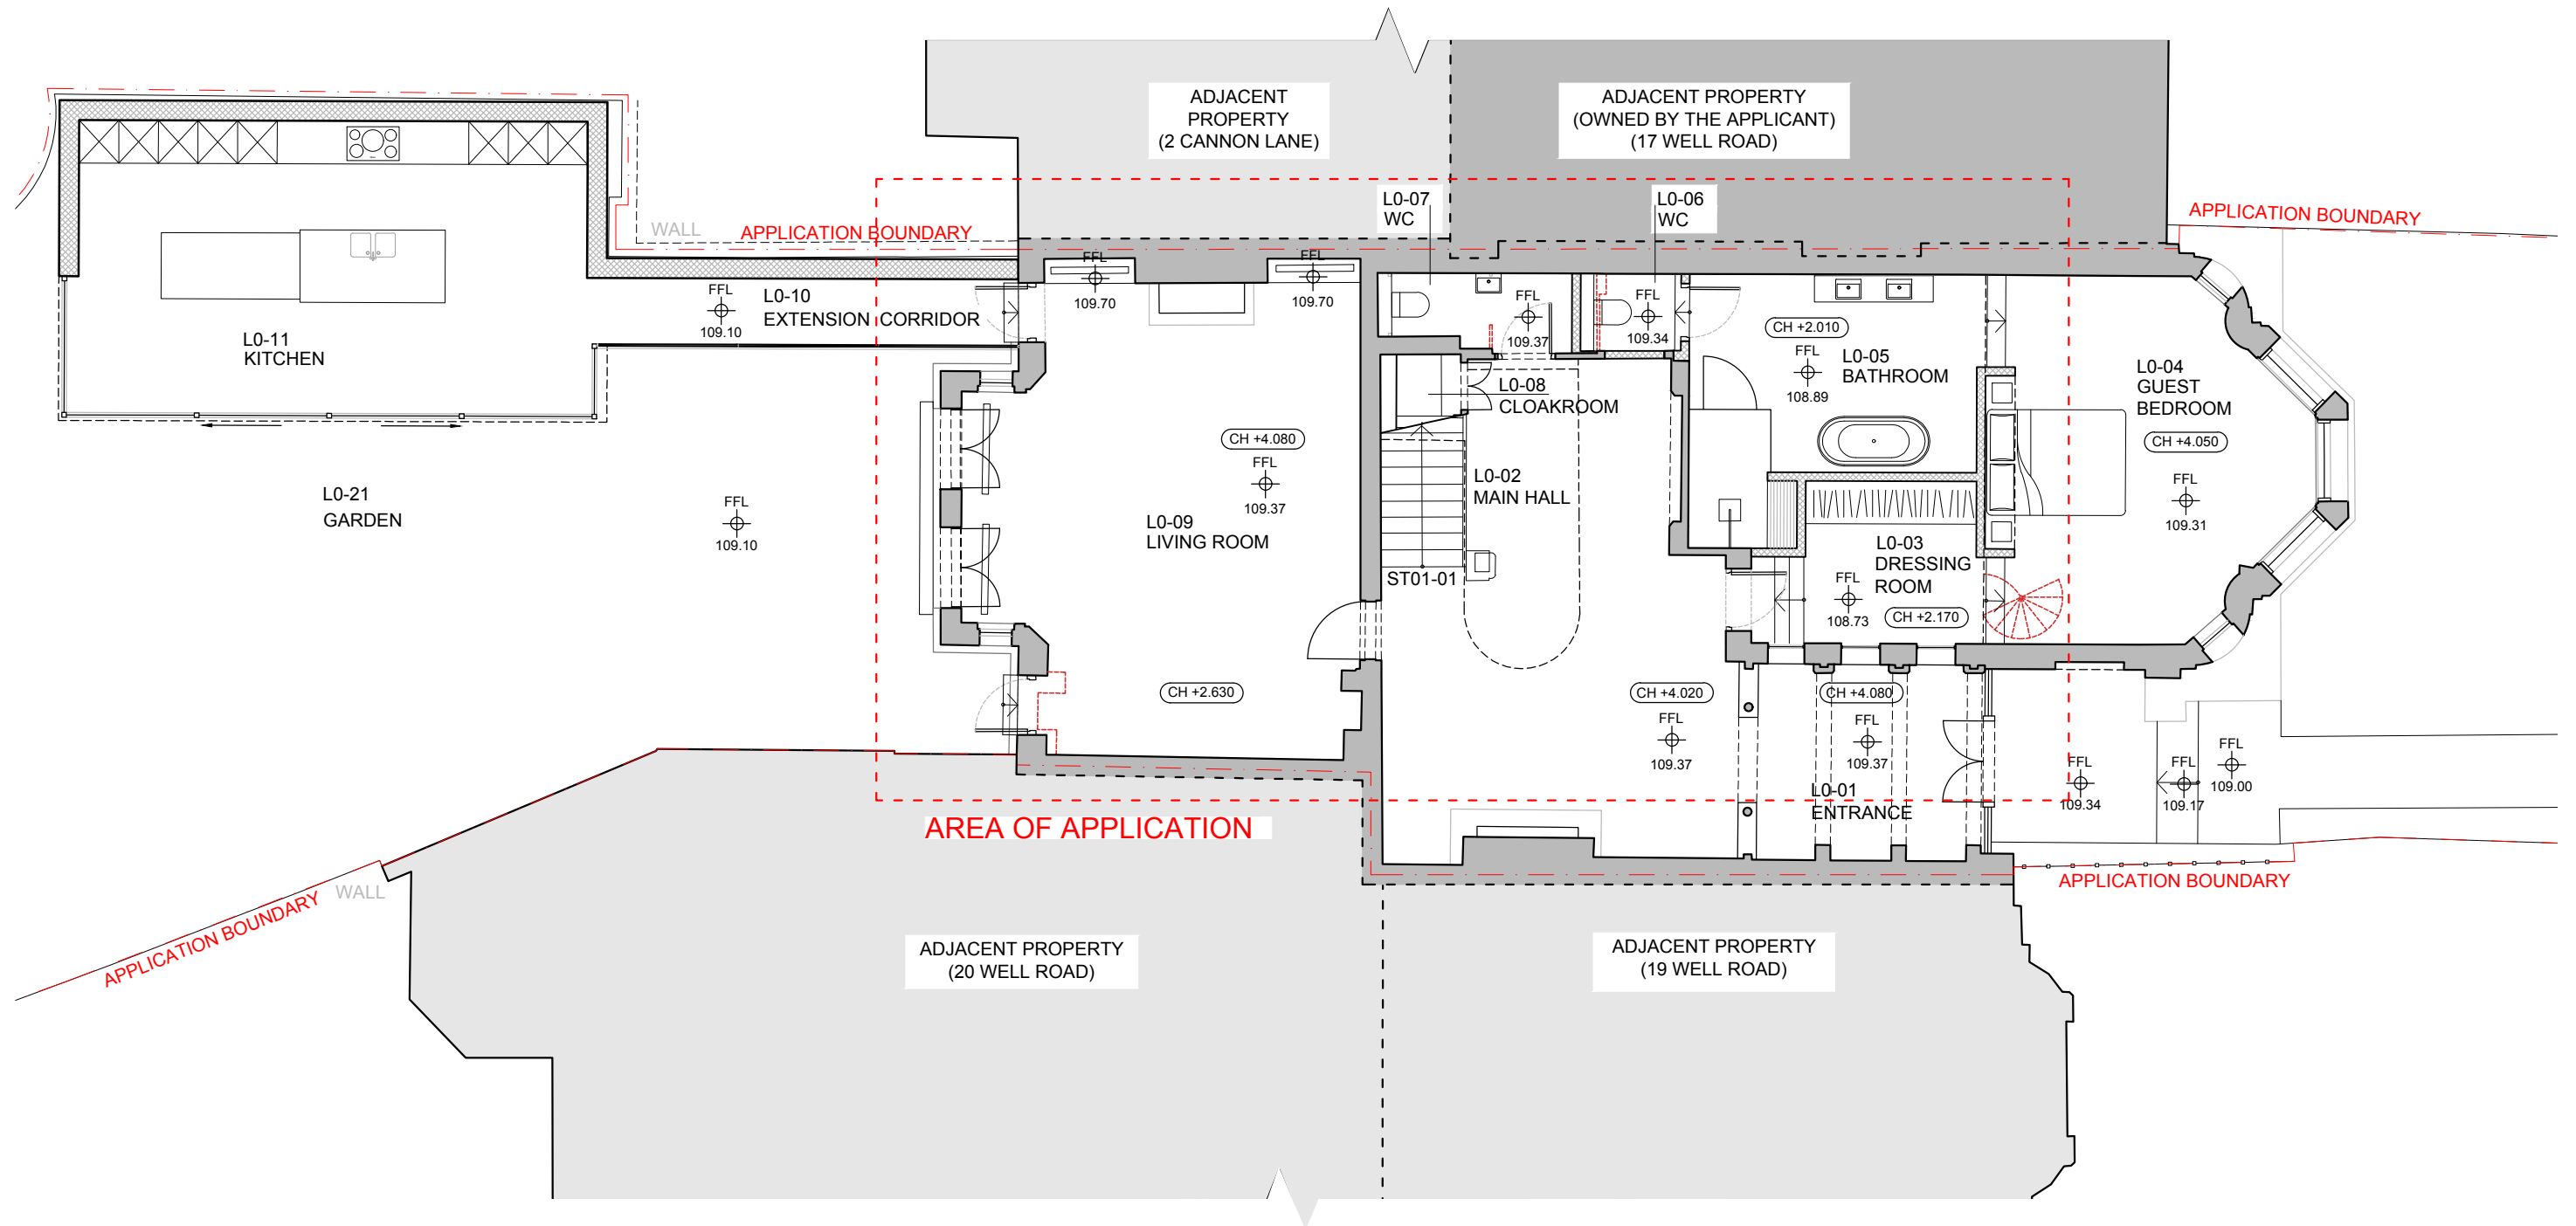 ADJACENT
PROPERTY
(2 CANNON LANE)
ADJACENT PROPERTY
(OWNED BY THE APPLICANT)
(17 WELL ROAD)
L0-07
WC
L0-06
WC
WALL
APPLICATION BOUNDARY
APPLICATION BOUNDARY
FFL
109.70
FFL
109.70
FFL
109.10
L0-10
EXTENSION CORRIDOR
FFL
109.37
FFL
109.34
CH +2.010
FFL
108.89
L0-05
BATHROOM
L0-11
KITCHEN
L0-08
CLOAKROOM
L0-04
GUEST
BEDROOM
CH +4.050
FFL
109.31
CH +4.080
FFL
109.37
L0-02
MAIN HALL
L0-21
GARDEN
FFL
109.10
L0-09
LIVING ROOM
ST01-01
L0-03
DRESSING
ROOM
FFL
108.73
CH +2.170
CH +2.630
CH +4.020
FFL
109.37
CH +4.080
FFL
109.37
L0-01
ENTRANCE
FFL
109.34
FFL
109.17
FFL
109.00
AREA OF APPLICATION
APPLICATION BOUNDARY
WALL
APPLICATION BOUNDARY
ADJACENT PROPERTY
(20 WELL ROAD)
ADJACENT PROPERTY
(19 WELL ROAD)